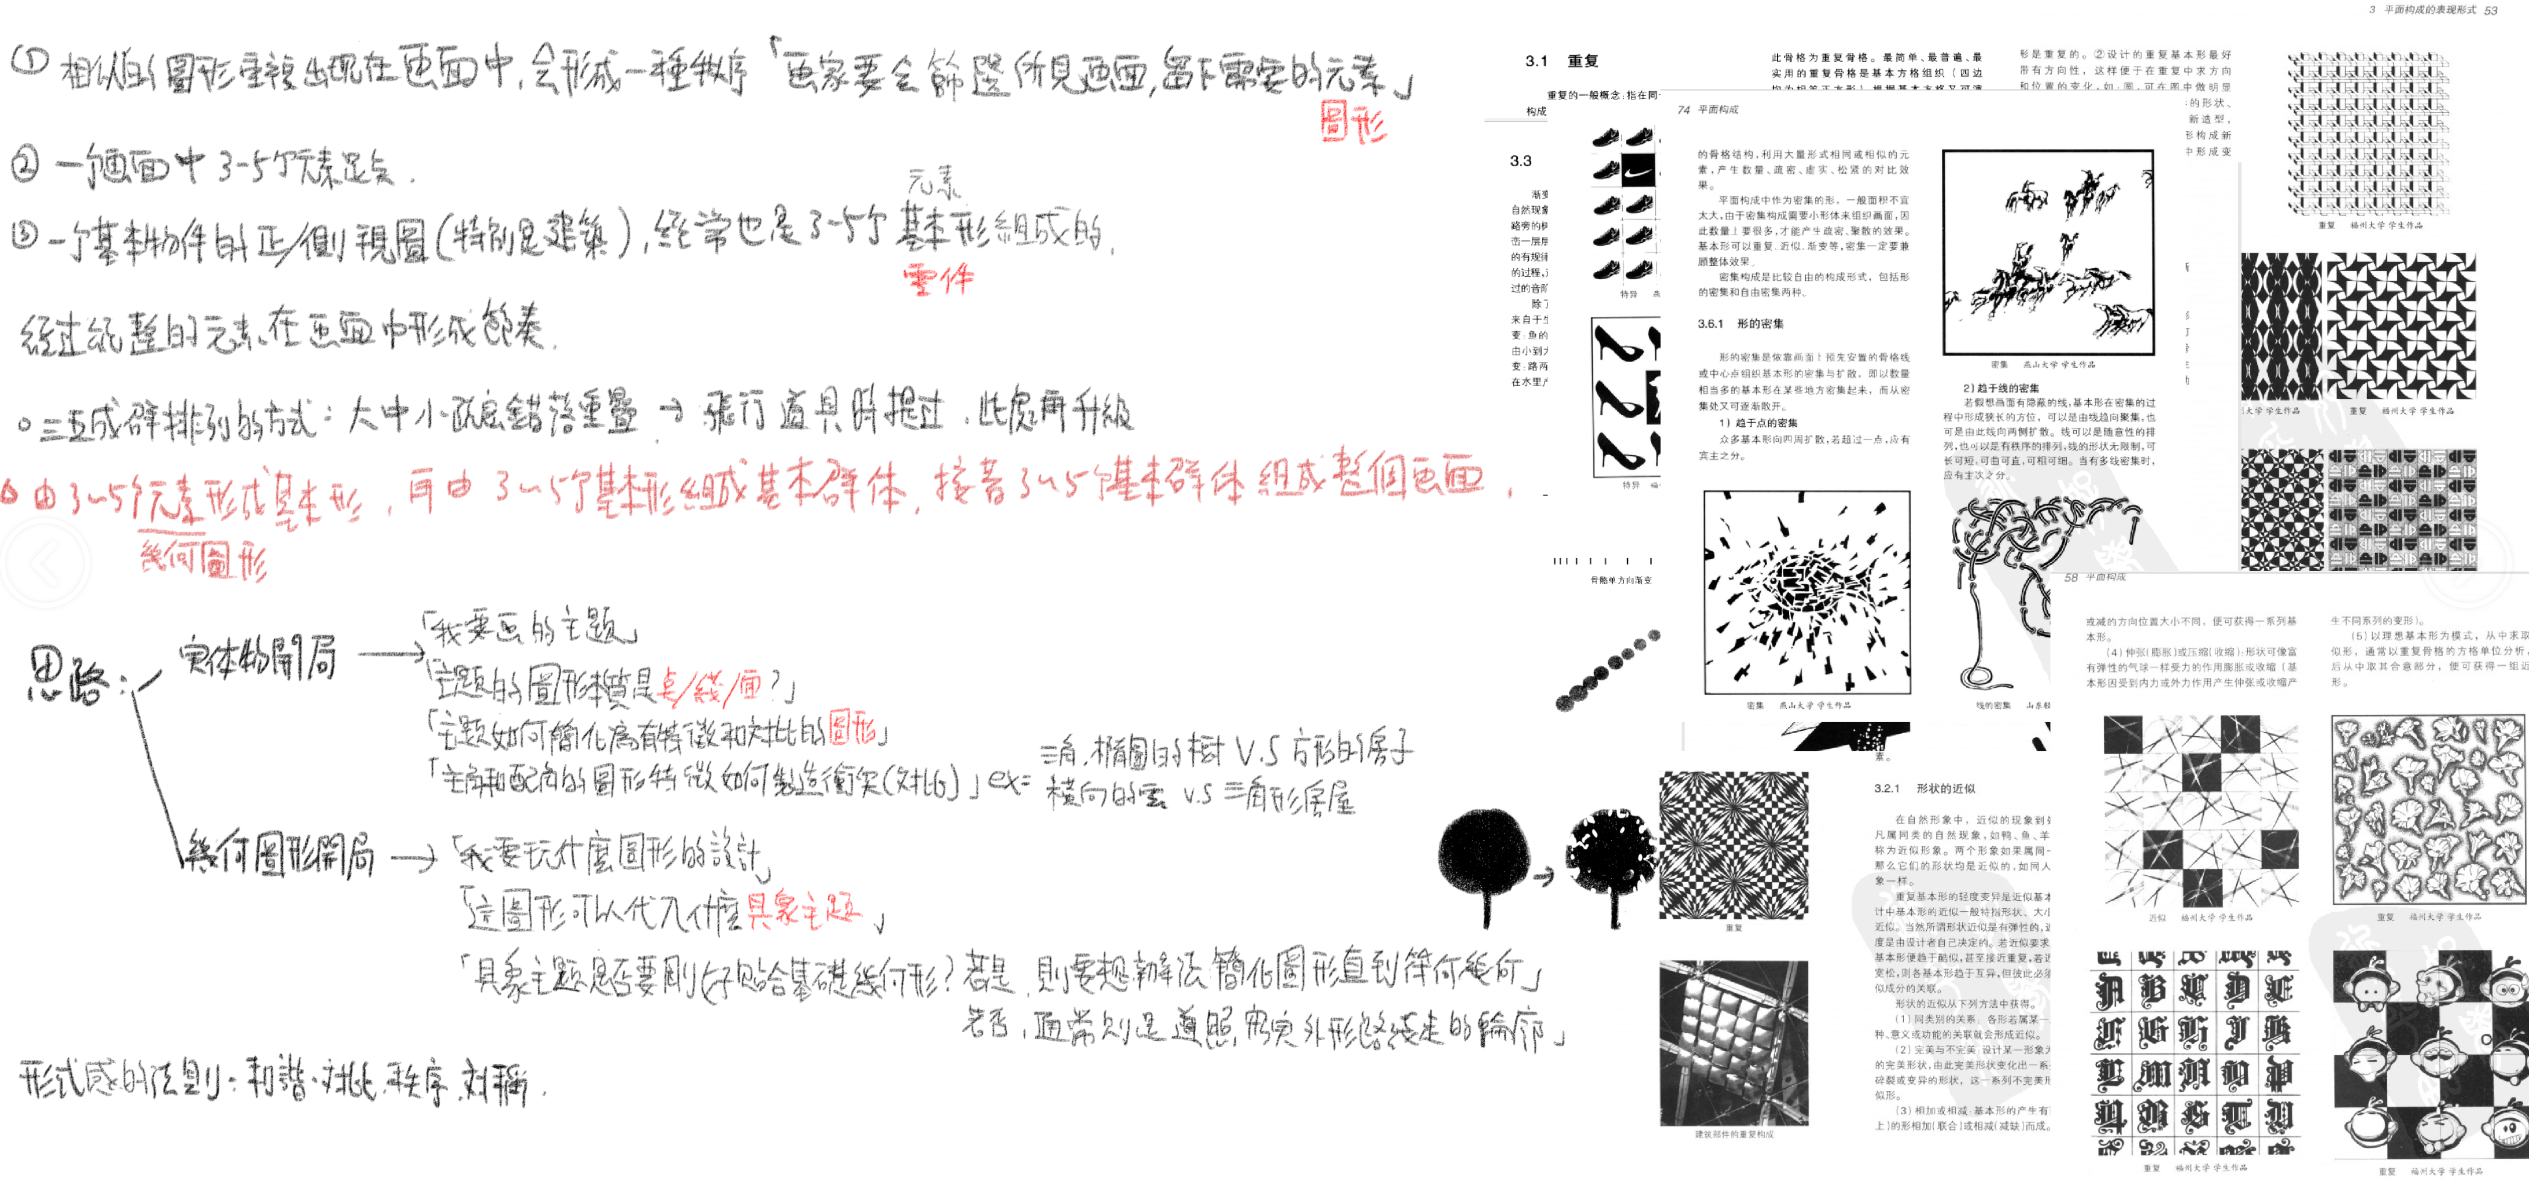 ①相似的圖形重複出現在画面中,会形成一種秩序「画家要会篩選所見画面,留下需要的元素」
圖形
②一个画面中3-5个元素足矣.
元素
③一个基本物件的正/側視圖(特別是建築),経常也是3-5个基本形組成的,
零件
経过統整的元素,在画面中形成節奏.
。三五成群排列的方式:大中小疏密錯落重疊→飛行道具時提过,此處再升級
由3~5个元素形成基本形,再由3~5个基本形組成基本群体,接着3~5个基本群体組成整個画面,
幾何圖形
思路:
実体物開局→「我要画的主題」
「主題的圖形本質是点/綫/面?」
「主題如何簡化為有特徵和对比的圖形」
「主角和配角的圖形特徵如何製造衝突(対比)」ex=
三角.橢圓的樹 V.S 方形的房子
橫向的雲 V.S 三角形房屋
幾何圖形開局→「我要玩什麼圖形的設計」
「這圖形可以代入什麼具象主題」
「具象主題是否要剛好貼合基礎幾何形?若是,則要想辦法簡化圖形直到符合幾何」
若否,通常則是遵照寫実外形路綫走的輪廓」
形式感的法則:和諧.对比.秩序.対稱.
3 平面构成的表现形式 53
3.1 重复
重复的一般概念:指在同一
构成
此骨格为重复骨格。最简单、最普遍、最
实用的重复骨格是基本方格组织(四边
形是重复的。②设计的重复基本形最好
带有方向性,这样便于在重复中求方向
和位置的变化,如:圆,可在圆中做明显
的形状、
新造型,
形构成新
中形成变
重复 福州大学 学生作品
3.3
渐变
自然现象
路旁的树
击一层层
的有规律
的过程,
过的音阶
除了
来自于生
变:鱼的
由小到大
变:路两
在水里
特异 燕
特异 福
骨骼单方向渐变
74 平面构成
的骨格结构,利用大量形式相同或相似的元
素,产生数量、疏密、虚实、松紧的对比效
果。
平面构成中作为密集的形,一般面积不宜
太大,由于密集构成需要小形体来组织画面,因
此数量上要很多,才能产生疏密、聚散的效果。
基本形可以重复、近似、渐变等,密集一定要兼
顾整体效果。
密集构成是比较自由的构成形式,包括形
的密集和自由密集两种。
3.6.1 形的密集
形的密集是依靠画面上预先安置的骨格线
或中心点组织基本形的密集与扩散,即以数量
相当多的基本形在某些地方密集起来,而从密
集处又可逐渐散开。
1)趋于点的密集
众多基本形向四周扩散,若超过一点,应有
宾主之分。
密集 燕山大学 学生作品
密集 燕山大学 学生作品
2)趋于线的密集
若假想画面有隐藏的线,基本形在密集的过
程中形成狭长的方位,可以是由线趋向聚集,也
可是由此线向两侧扩散。线可以是随意性的排
列,也可以是有秩序的排列,线的形状无限制,可
长可短,可曲可直,可粗可细。当有多线密集时,
应有主次之分。
线的密集 山东轻
大学 学生作品
重复 福州大学 学生作品
58 平面构成
或减的方向位置大小不同,便可获得一系列基
本形。
(4)伸张(膨胀)或压缩(收缩):形状可像富
有弹性的气球一样受力的作用膨胀或收缩(基
本形因受到内力或外力作用产生伸张或收缩产
生不同系列的变形)。
(5)以理想基本形为模式,从中求取
似形,通常以重复骨格的方格单位分析,
后从中取其合意部分,便可获得一组近
形。
近似 福州大学 学生作品
重复 福州大学 学生作品
重复 福州大学 学生作品
重复 福州大学 学生作品
重复
建筑部件的重复构成
素。
3.2.1 形状的近似
在自然形象中,近似的现象到处
凡属同类的自然现象,如鸭、鱼、羊
称为近似形象。两个形象如果属同一
那么它们的形状均是近似的,如同人
象一样。
重复基本形的轻度变异是近似基本
计中基本形的近似一般特指形状、大小
近似。当然所谓形状近似是有弹性的,近
度是由设计者自己决定的。若近似要求
基本形便趋于酷似,甚至接近重复,若近
宽松,则各基本形趋于互异,但彼此必须
似成分的关联。
形状的近似从下列方法中获得。
(1)同类别的关系:各形若属某一
种、意义或功能的关联就会形成近似。
(2)完美与不完美:设计某一形象为
的完美形状,由此完美形状变化出一系
碎裂或变异的形状,这一系列不完美形
似形。
(3)相加或相减:基本形的产生有
上)的形相加(联合)或相减(减缺)而成。